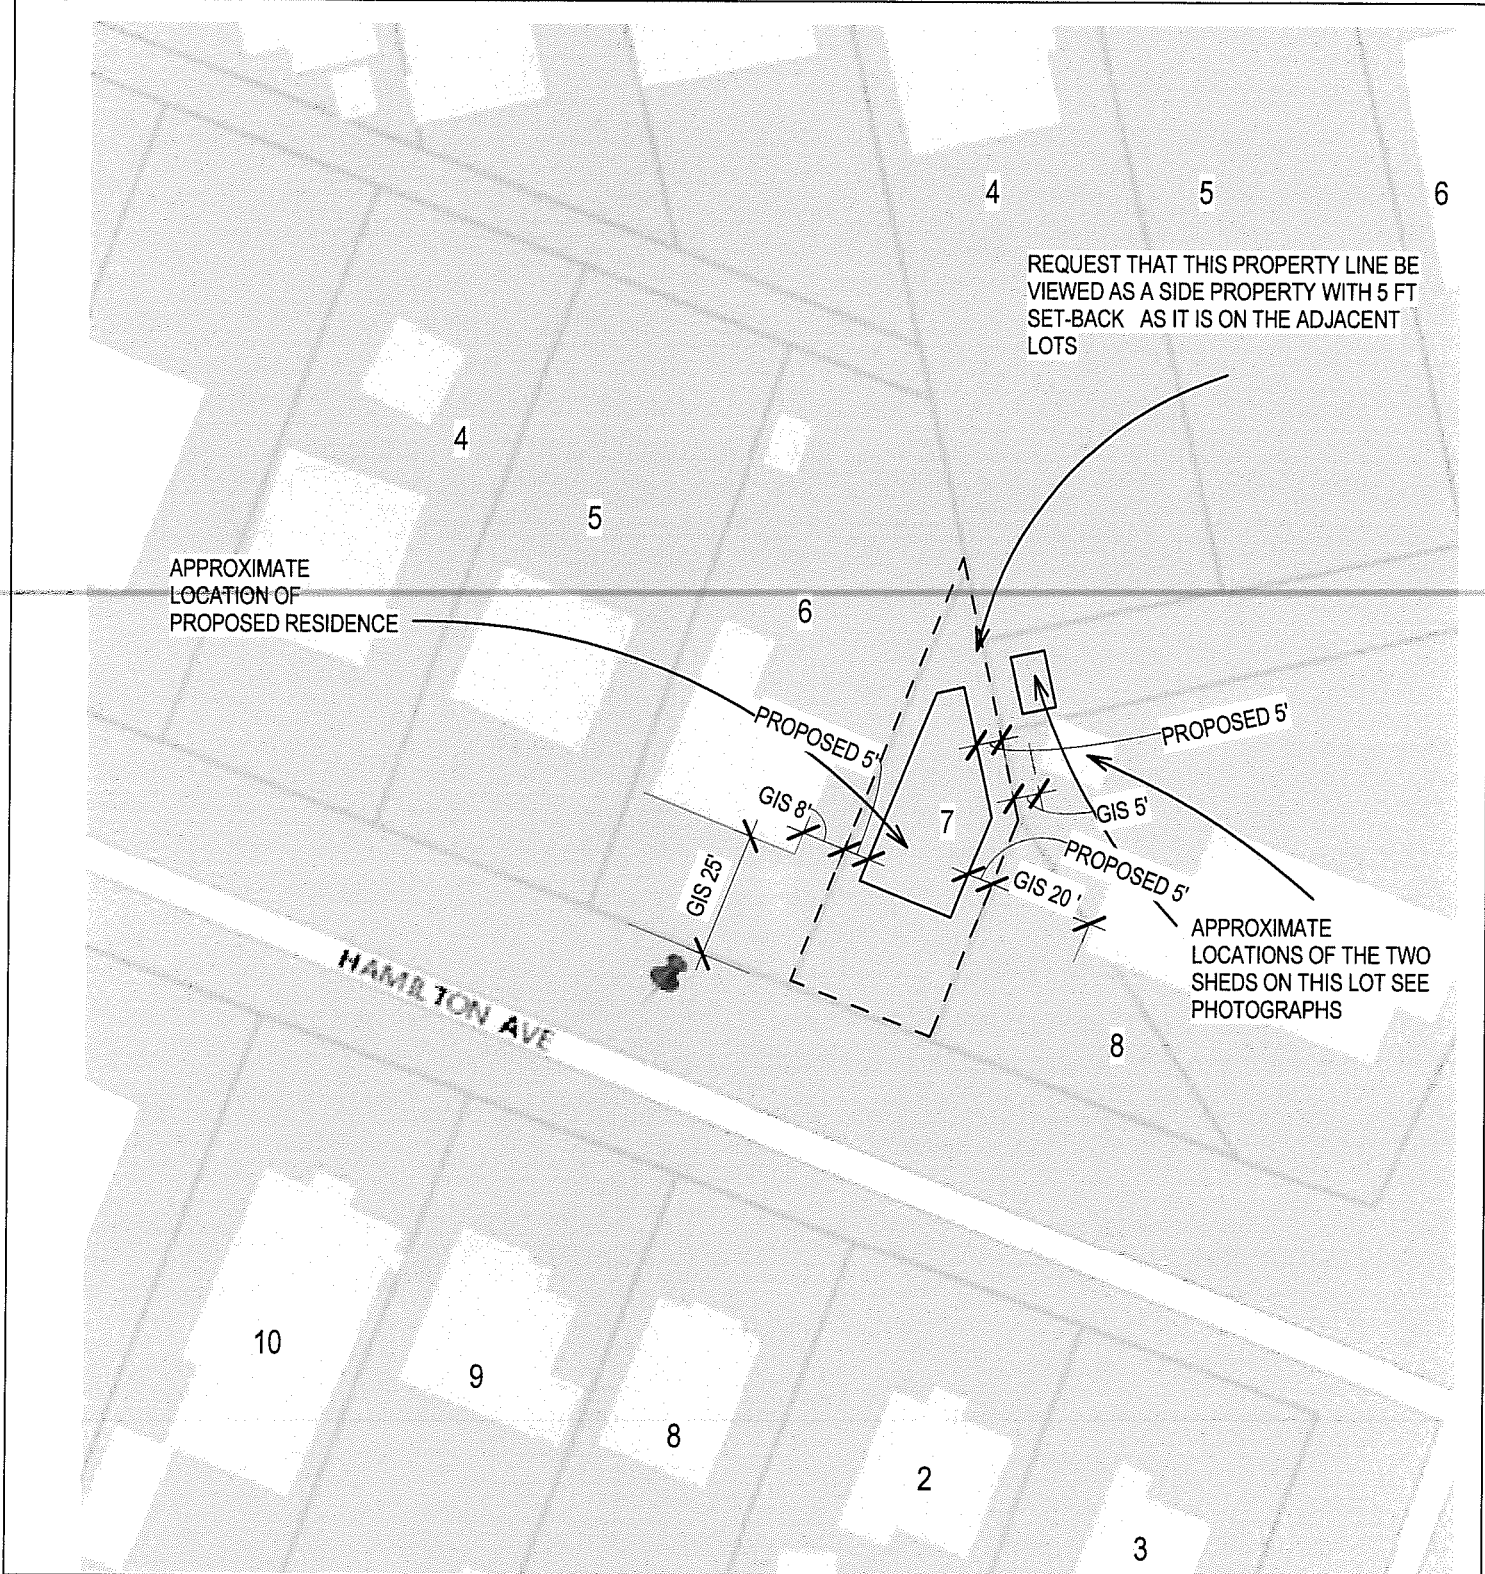 4
5
6
REQUEST THAT THIS PROPERTY LINE BE
VIEWED AS A SIDE PROPERTY WITH 5 FT
SET-BACK AS IT IS ON THE ADJACENT
LOTS
4
5
APPROXIMATE
LOCATION OF
PROPOSED RESIDENCE
6
PROPOSED 5'
PROPOSED 5'
GIS 8'
7
GIS 5'
PROPOSED 5'
GIS 25'
GIS 20 '
APPROXIMATE
LOCATIONS OF THE TWO
SHEDS ON THIS LOT SEE
PHOTOGRAPHS
HAMILTON AVE
8
10
9
8
2
3